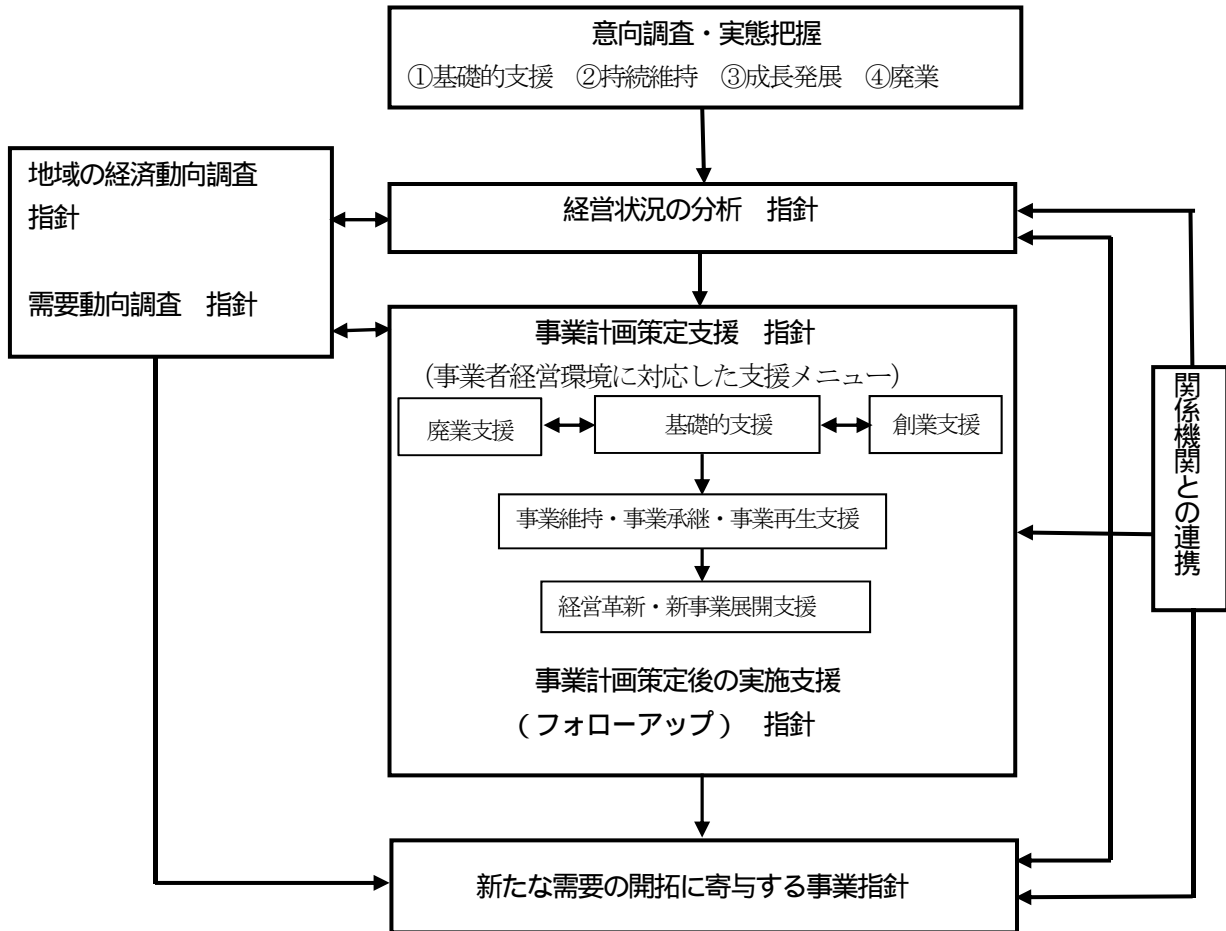 意向調査・実態把握
①基礎的支援　②持続維持　③成長発展　④廃業
地域の経済動向調査
指針
需要動向調査　指針
経営状況の分析　指針
事業計画策定支援　指針
（事業者経営環境に対応した支援メニュー）
廃業支援
基礎的支援
創業支援
事業維持・事業承継・事業再生支援
経営革新・新事業展開支援
事業計画策定後の実施支援
（フォローアップ）　指針
関係機関との連携
新たな需要の開拓に寄与する事業指針